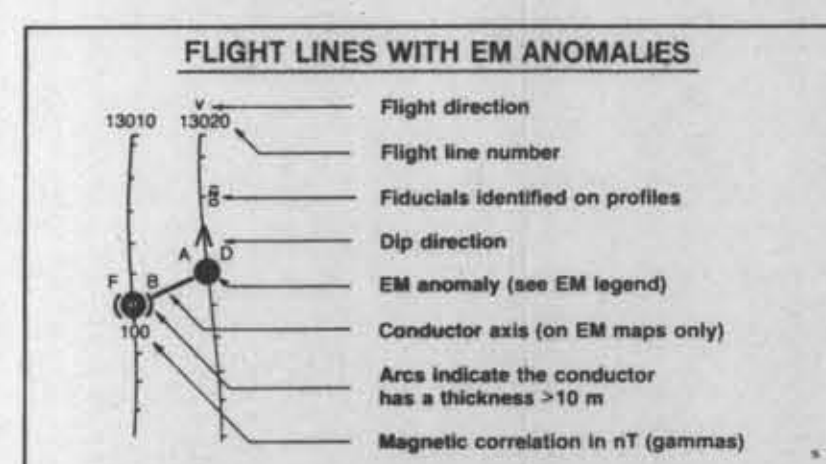 FLIGHT LINES WITH EM ANOMALIES
v
13010 13020
Flight direction
Flight line number
Fiducials identified on profiles
Dip direction
A D
EM anomaly (see EM legend)
F B
Conductor axis (on EM maps only)
100
Arcs indicate the conductor
has a thickness >10 m
Magnetic correlation in nT (gammas)